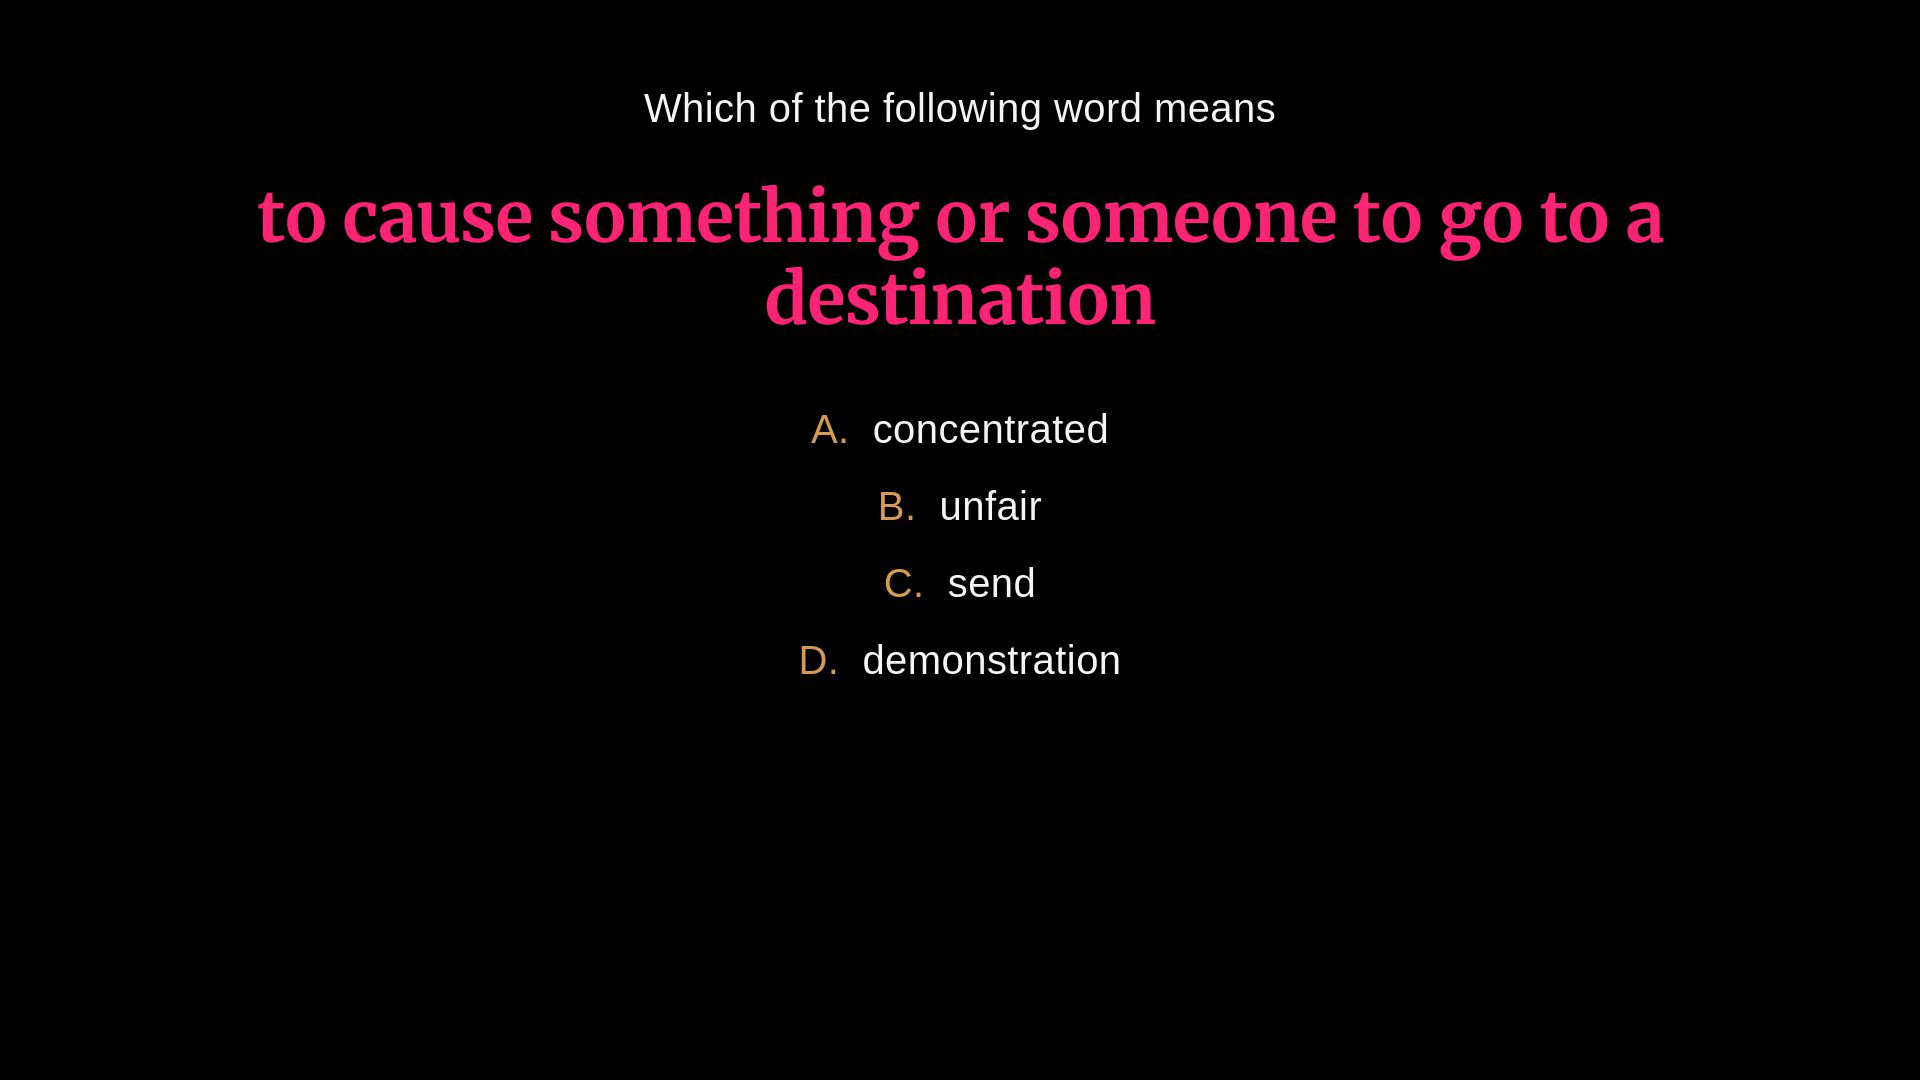 Which of the following word means
to cause something or someone to go to a
destination
A. concentrated
B. unfair
C. send
D. demonstration